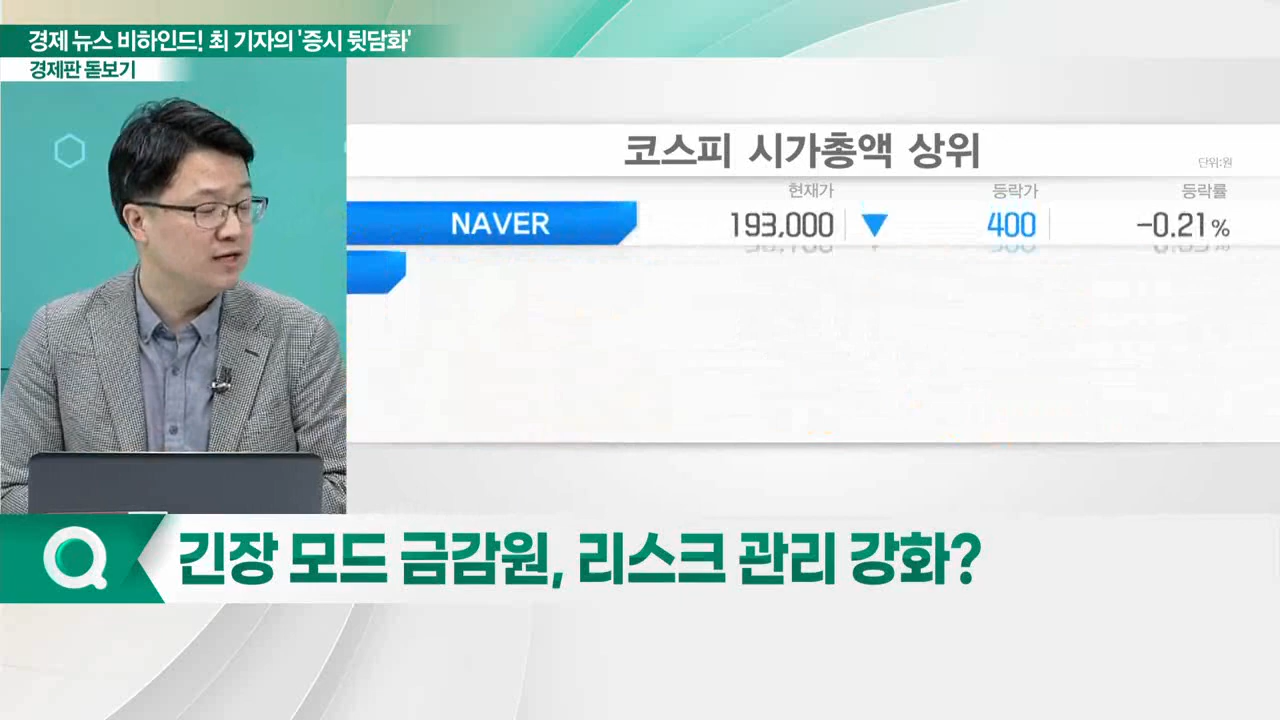 경제 뉴스 비하인드! 최 기자의 '증시 뒷담화'
경제판 돋보기
코스피 시가총액 상위
단위:원
현재가 등락가 등락률
NAVER 193,000 ▼ 400 -0.21 %
긴장 모드 금감원, 리스크 관리 강화?